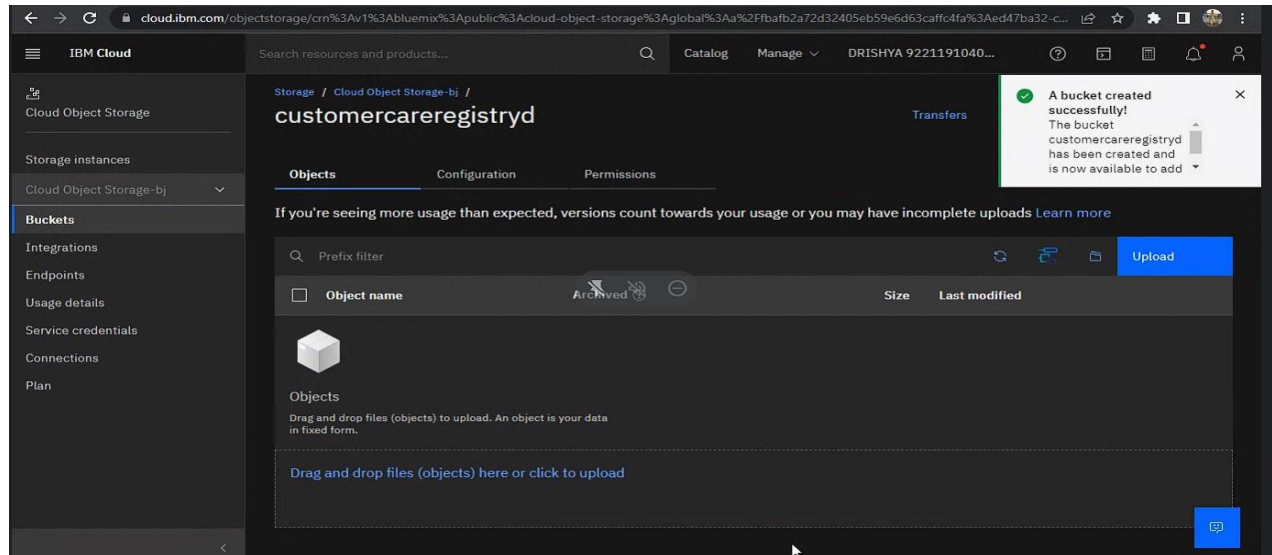 cloud.ibm.com/objectstorage/crn%3Av1%3Abluemix%3Apublic%3Acloud-object-storage%3Aglobal%3Aa%2Ffbafb2a72d32405eb59e6d63caffc4fa%3Aed47ba32-c...
IBM Cloud
Search resources and products...
Catalog
Manage
DRISHYA 9221191040...
Cloud Object Storage
Storage instances
Cloud Object Storage-bj
Buckets
Integrations
Endpoints
Usage details
Service credentials
Connections
Plan
Storage / Cloud Object Storage-bj /
customercareregistryd
Transfers
A bucket created
successfully!
The bucket
customercareregistryd
has been created and
is now available to add
Objects
Configuration
Permissions
If you're seeing more usage than expected, versions count towards your usage or you may have incomplete uploads Learn more
Prefix filter
Upload
Object name
Archived
Size
Last modified
Objects
Drag and drop files (objects) to upload. An object is your data
in fixed form.
Drag and drop files (objects) here or click to upload